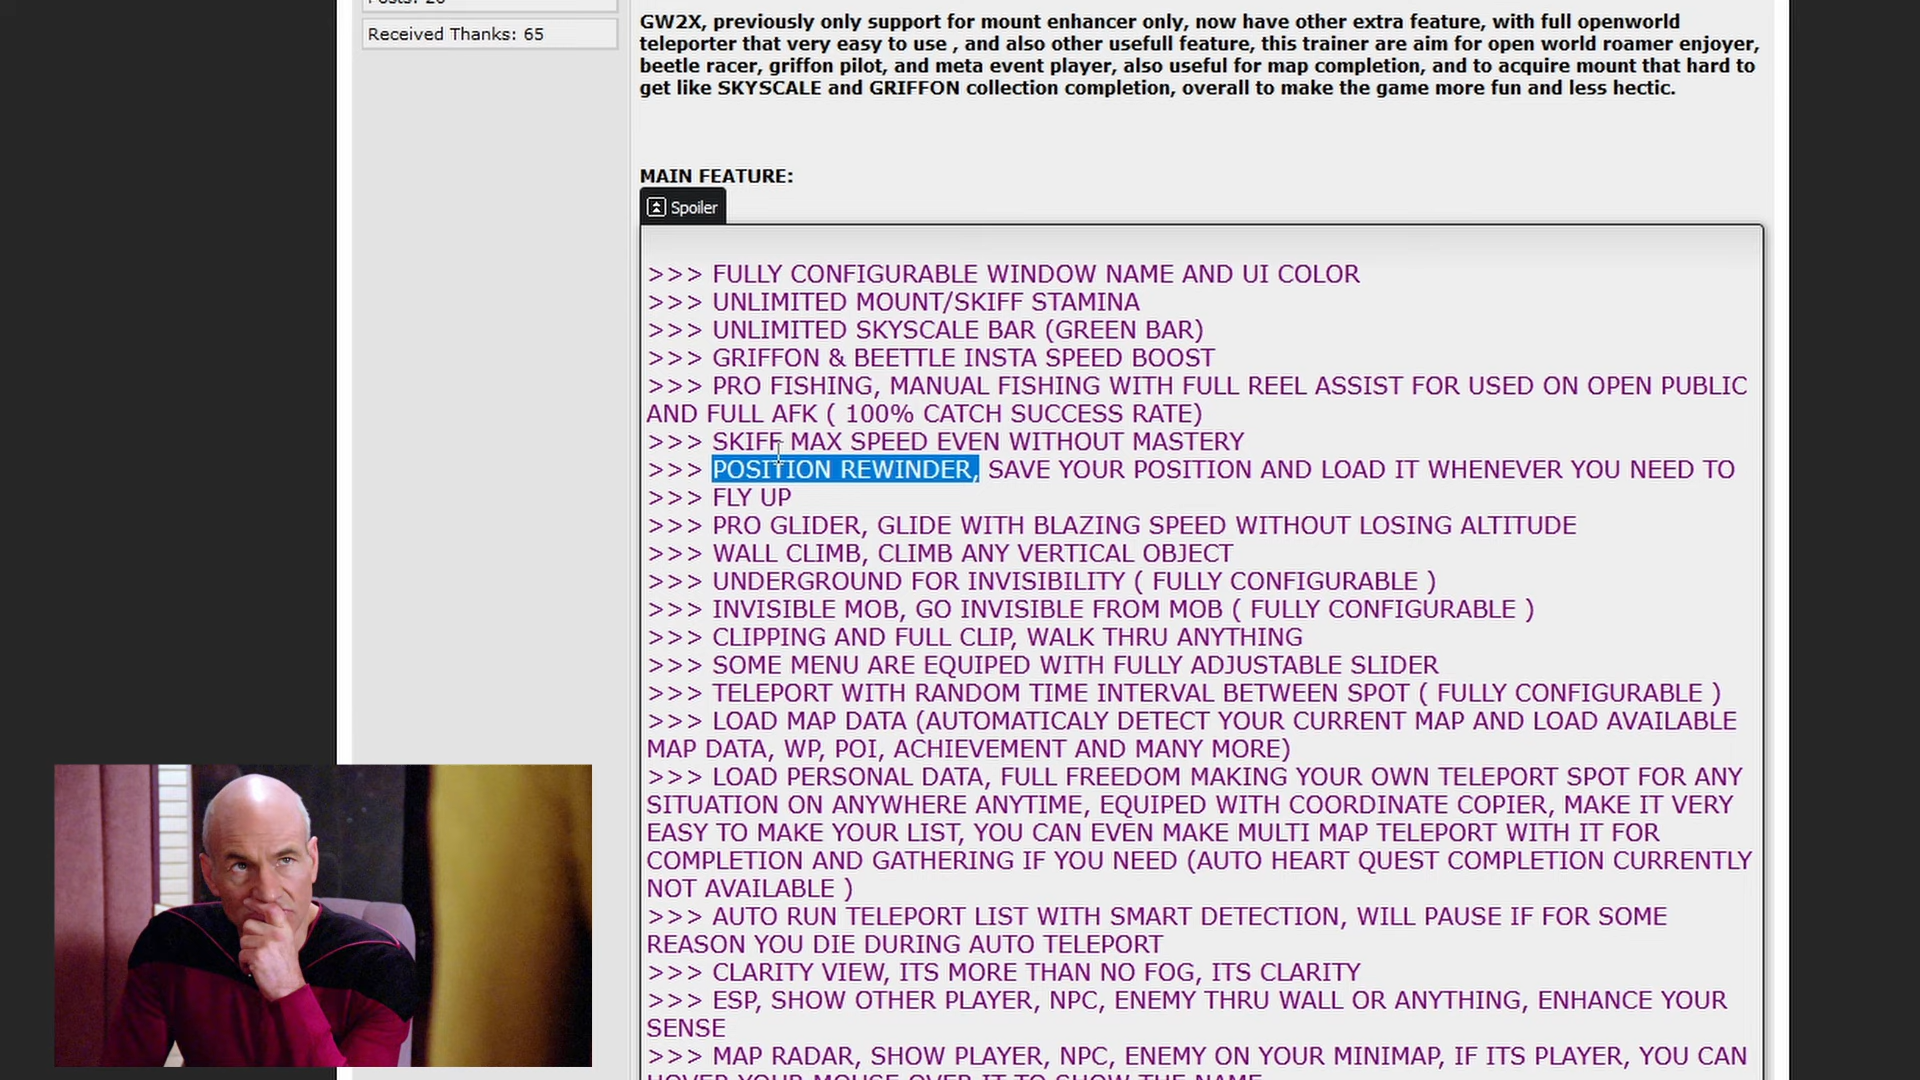 Received Thanks: 65
GW2X, previously only support for mount enhancer only, now have other extra feature, with full openworld
teleporter that very easy to use , and also other usefull feature, this trainer are aim for open world roamer enjoyer,
beetle racer, griffon pilot, and meta event player, also useful for map completion, and to acquire mount that hard to
get like SKYSCALE and GRIFFON collection completion, overall to make the game more fun and less hectic.
MAIN FEATURE:
Spoiler
>>> FULLY CONFIGURABLE WINDOW NAME AND UI COLOR
>>> UNLIMITED MOUNT/SKIFF STAMINA
>>> UNLIMITED SKYSCALE BAR (GREEN BAR)
>>> GRIFFON & BEETTLE INSTA SPEED BOOST
>>> PRO FISHING, MANUAL FISHING WITH FULL REEL ASSIST FOR USED ON OPEN PUBLIC
AND FULL AFK ( 100% CATCH SUCCESS RATE)
>>> SKIFF MAX SPEED EVEN WITHOUT MASTERY
>>> POSITION REWINDER, SAVE YOUR POSITION AND LOAD IT WHENEVER YOU NEED TO
>>> FLY UP
>>> PRO GLIDER, GLIDE WITH BLAZING SPEED WITHOUT LOSING ALTITUDE
>>> WALL CLIMB, CLIMB ANY VERTICAL OBJECT
>>> UNDERGROUND FOR INVISIBILITY ( FULLY CONFIGURABLE )
>>> INVISIBLE MOB, GO INVISIBLE FROM MOB ( FULLY CONFIGURABLE )
>>> CLIPPING AND FULL CLIP, WALK THRU ANYTHING
>>> SOME MENU ARE EQUIPED WITH FULLY ADJUSTABLE SLIDER
>>> TELEPORT WITH RANDOM TIME INTERVAL BETWEEN SPOT ( FULLY CONFIGURABLE )
>>> LOAD MAP DATA (AUTOMATICALY DETECT YOUR CURRENT MAP AND LOAD AVAILABLE
MAP DATA, WP, POI, ACHIEVEMENT AND MANY MORE)
>>> LOAD PERSONAL DATA, FULL FREEDOM MAKING YOUR OWN TELEPORT SPOT FOR ANY
SITUATION ON ANYWHERE ANYTIME, EQUIPED WITH COORDINATE COPIER, MAKE IT VERY
EASY TO MAKE YOUR LIST, YOU CAN EVEN MAKE MULTI MAP TELEPORT WITH IT FOR
COMPLETION AND GATHERING IF YOU NEED (AUTO HEART QUEST COMPLETION CURRENTLY
NOT AVAILABLE )
>>> AUTO RUN TELEPORT LIST WITH SMART DETECTION, WILL PAUSE IF FOR SOME
REASON YOU DIE DURING AUTO TELEPORT
>>> CLARITY VIEW, ITS MORE THAN NO FOG, ITS CLARITY
>>> ESP, SHOW OTHER PLAYER, NPC, ENEMY THRU WALL OR ANYTHING, ENHANCE YOUR
SENSE
>>> MAP RADAR, SHOW PLAYER, NPC, ENEMY ON YOUR MINIMAP, IF ITS PLAYER, YOU CAN
HOVER YOUR MOUSE OVER IT TO SHOW THE NAME